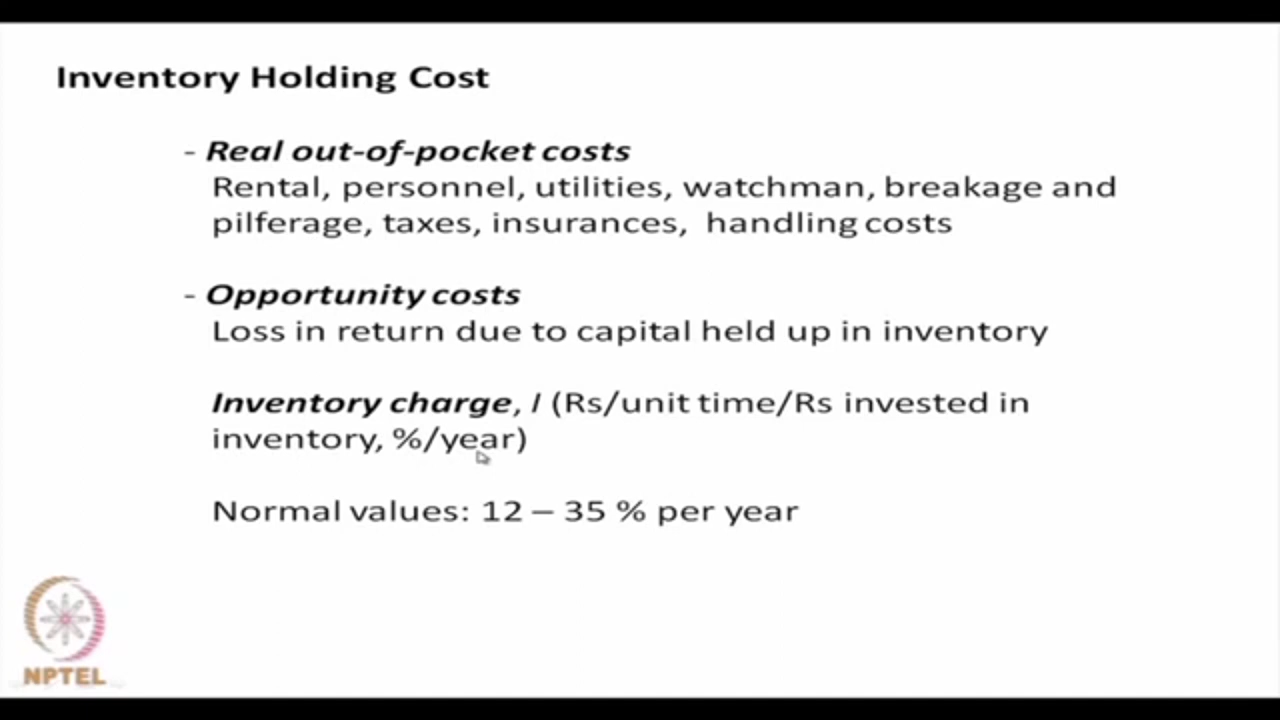 Inventory Holding Cost
- Real out-of-pocket costs
Rental, personnel, utilities, watchman, breakage and
pilferage, taxes, insurances, handling costs
- Opportunity costs
Loss in return due to capital held up in inventory
Inventory charge, I (Rs/unit time/Rs invested in
inventory, %/year)
Normal values: 12 – 35 % per year
NPTEL